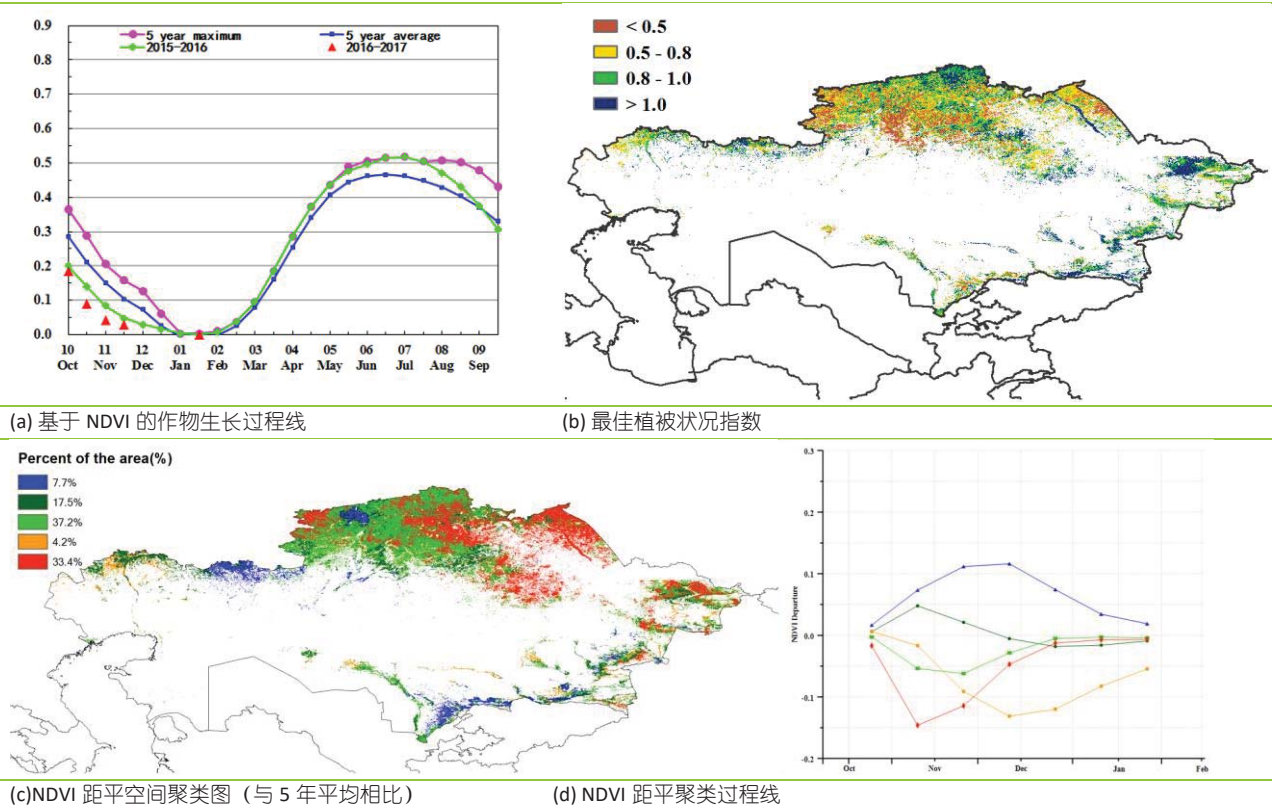 5 year maximum
5 year average
2015-2016
2016-2017
0.9
0.8
0.7
0.6
0.5
0.4
0.3
0.2
0.1
0.0
10 11 12 01 02 03 04 05 06 07 08 09
Oct Nov Dec Jan Feb Mar Apr May Jun Jul Aug Sep
< 0.5
0.5 - 0.8
0.8 - 1.0
> 1.0
(a) 基于 NDVI 的作物生长过程线
(b) 最佳植被状况指数
Percent of the area(%)
7.7%
17.5%
37.2%
4.2%
33.4%
0.3
0.2
0.1
0.0
-0.1
-0.2
NDVI Departure
Oct Nov Dec Jan Feb
(c)NDVI 距平空间聚类图（与 5 年平均相比）
(d) NDVI 距平聚类过程线